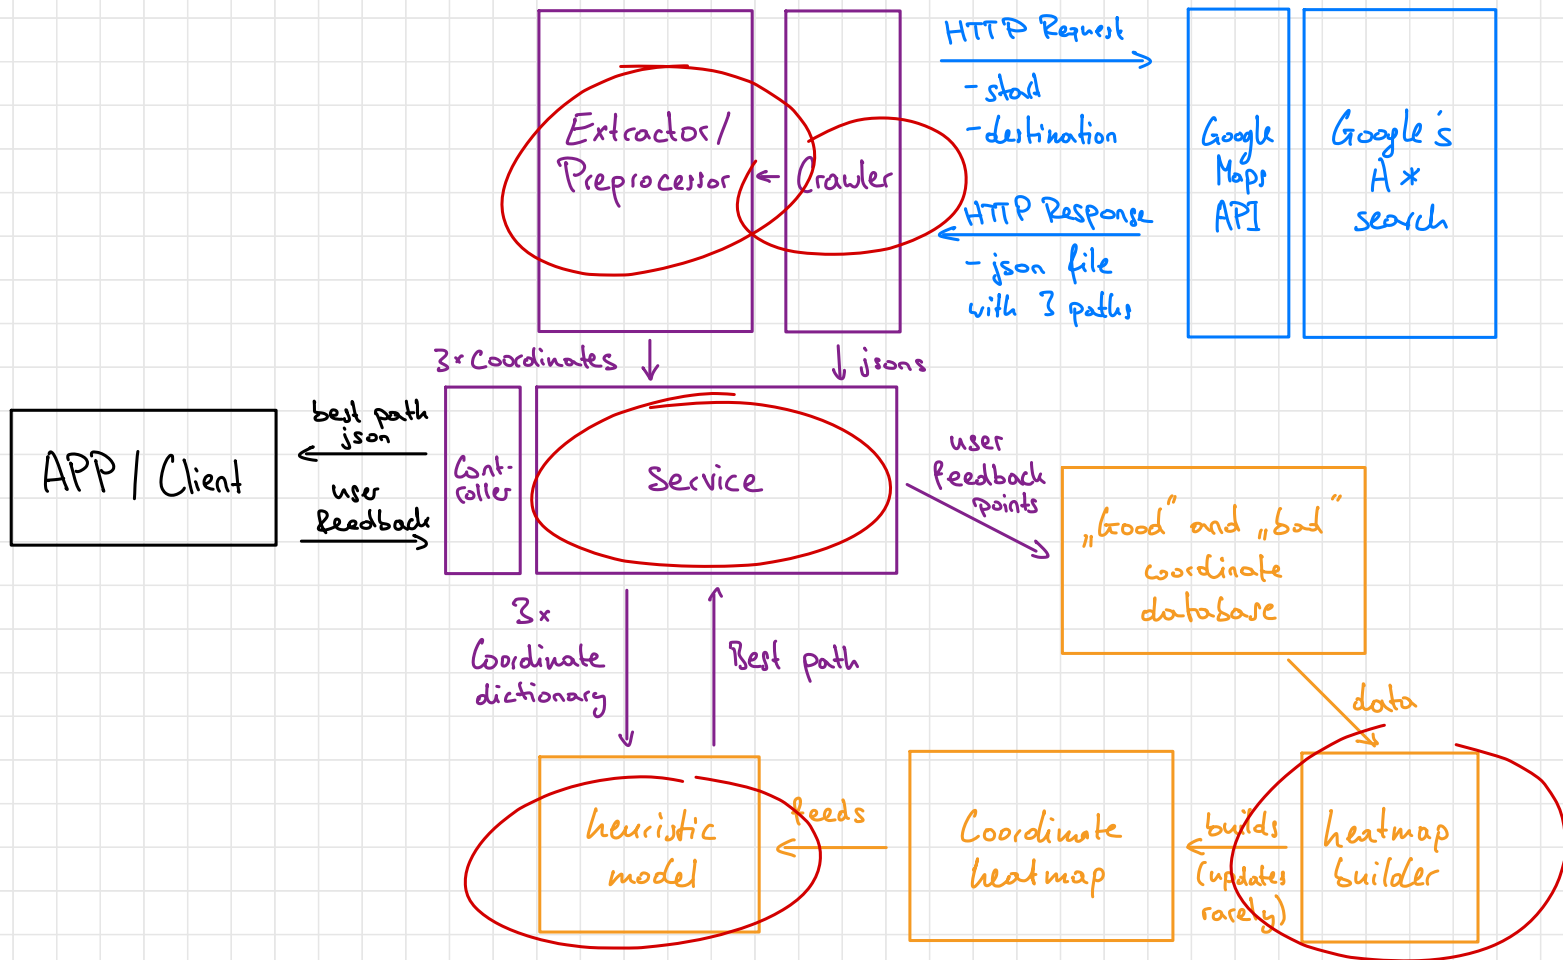 Extractor/
Preprocessor
Crawler
HTTP Request
- start
- destination
HTTP Response
- json file
with 3 paths
Google
Maps
API
Google's
A*
search
3x Coordinates
jsons
APP / Client
best path
json
user
feedback
Cont-
roller
Service
user
feedback
points
„Good" and „bad"
coordinate
database
3x
Coordinate
dictionary
Best path
data
heuristic
model
feeds
Coordinate
heatmap
builds
(updates
rarely)
heatmap
builder